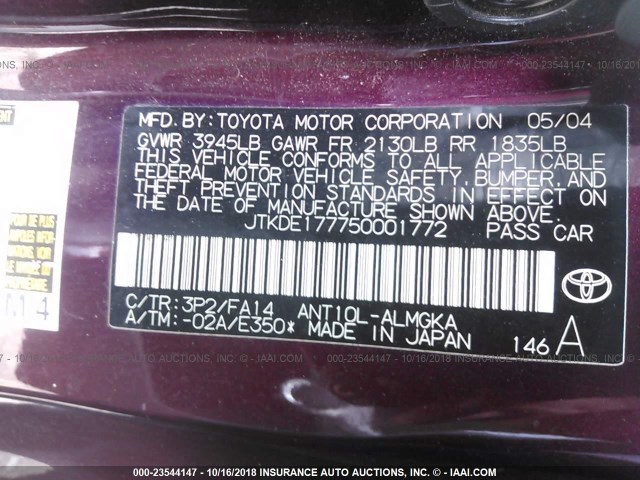 MFD.BY:TOYOTA MOTOR CORPORATION 05/04
GVWR 3945LB GAWR FR 2130LB RR 1835LB
THIS VEHICLE CONFORMS TO ALL APPLICABLE
FEDERAL MOTOR VEHICLE SAFETY, BUMPER, AND
THEFT PREVENTION STANDARDS IN EFFECT ON
THE DATE OF MANUFACTURE SHOWN ABOVE.
JTKDE177750001772 PASS CAR
TOYOTA
C/TR: 3P2/FA14 ANT10L-ALMGKA
A/TM: -02A/E350* MADE IN JAPAN
146 A
000-23544147 - 10/16/2018 INSURANCE AUTO AUCTIONS, INC. - © IAAI.COM